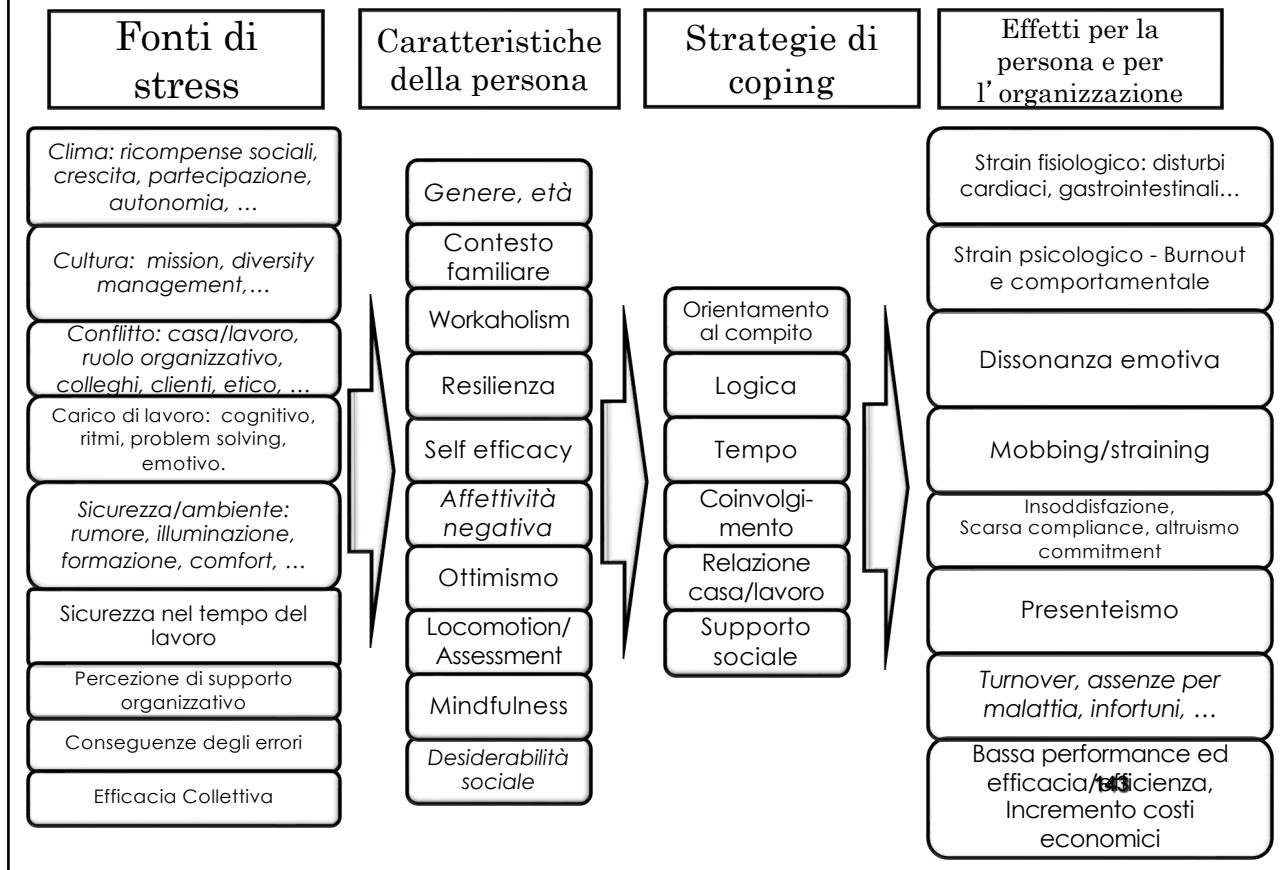 Fonti di
stress
Caratteristiche
della persona
Strategie di
coping
Effetti per la
persona e per
l’organizzazione
Clima: ricompense sociali,
crescita, partecipazione,
autonomia, …
Cultura: mission, diversity
management,…
Conflitto: casa/lavoro,
ruolo organizzativo,
colleghi, clienti, etico, …
Carico di lavoro: cognitivo,
ritmi, problem solving,
emotivo.
Sicurezza/ambiente:
rumore, illuminazione,
formazione, comfort, …
Sicurezza nel tempo del
lavoro
Percezione di supporto
organizzativo
Conseguenze degli errori
Efficacia Collettiva
Genere, età
Contesto
familiare
Workaholism
Resilienza
Self efficacy
Affettività
negativa
Ottimismo
Locomotion/
Assessment
Mindfulness
Desiderabilità
sociale
Orientamento
al compito
Logica
Tempo
Coinvolgi-
mento
Relazione
casa/lavoro
Supporto
sociale
Strain fisiologico: disturbi
cardiaci, gastrointestinali…
Strain psicologico - Burnout
e comportamentale
Dissonanza emotiva
Mobbing/straining
Insoddisfazione,
Scarsa compliance, altruismo
commitment
Presenteismo
Turnover, assenze per
malattia, infortuni, …
Bassa performance ed
efficacia/efficienza,
143
Incremento costi
economici